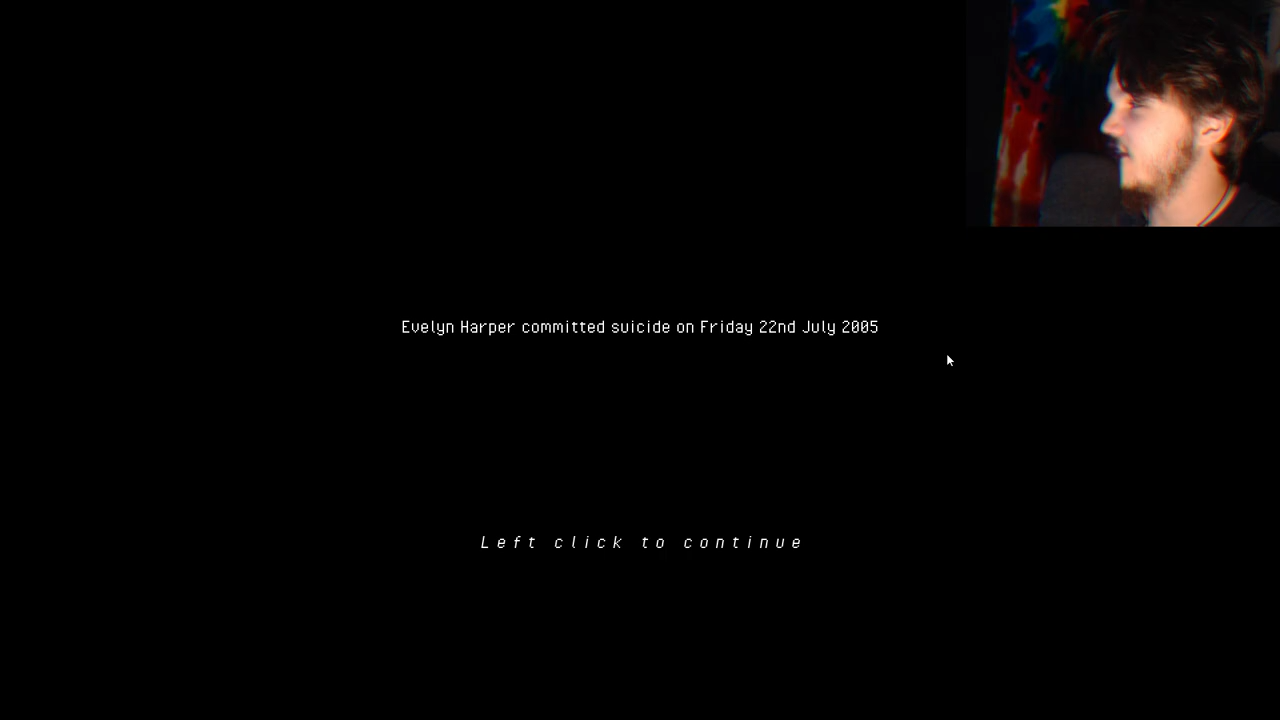 Evelyn Harper committed suicide on Friday 22nd July 2005
Left click to continue